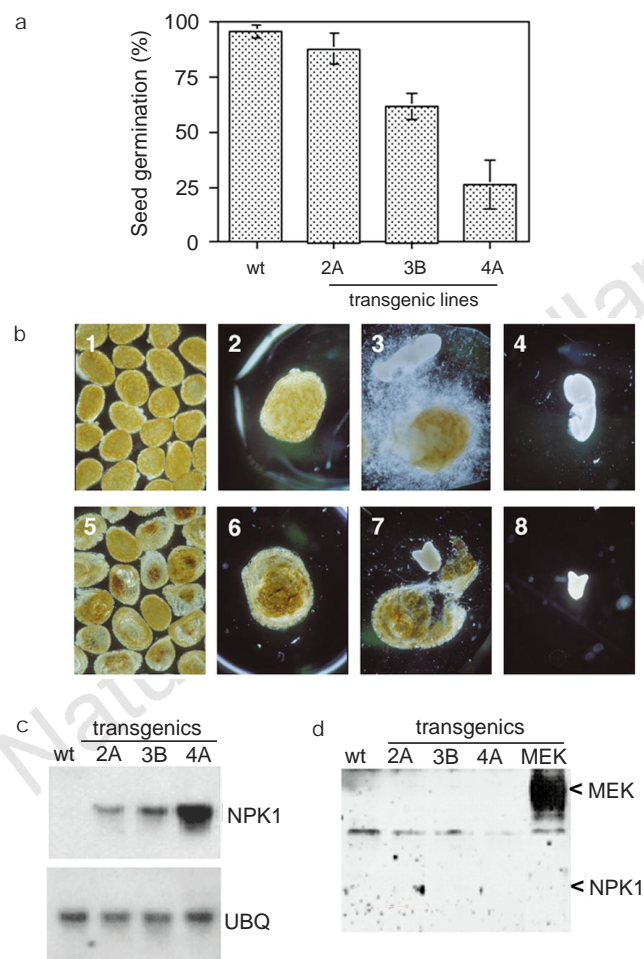 a
Seed germination (%)
100
75
50
25
0
wt 2A 3B 4A
transgenic lines
b
1 2 3 4
5 6 7 8
c
transgenics
wt 2A 3B 4A
NPK1
UBQ
d
transgenics
wt 2A 3B 4A MEK
< MEK
< NPK1